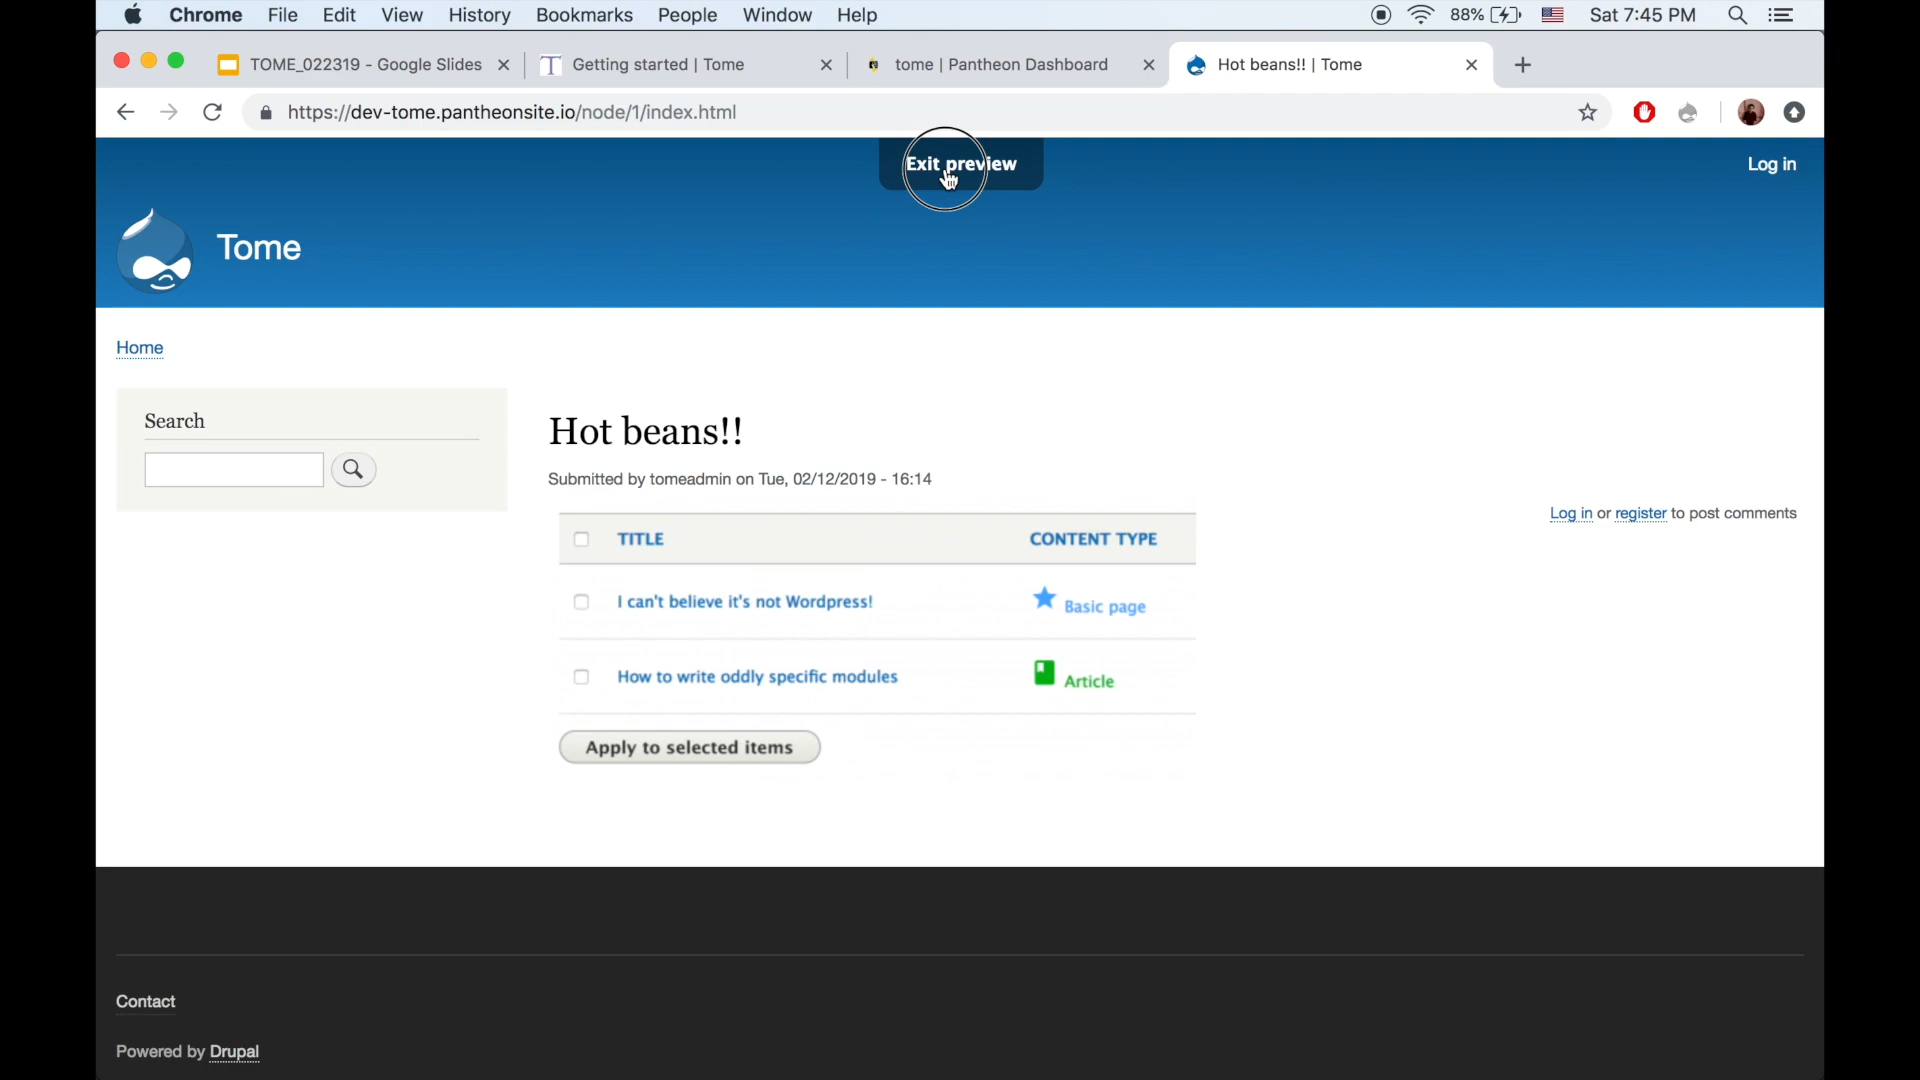 Chrome File Edit View History Bookmarks People Window Help 88% Sat 7:45 PM
TOME_022319 - Google Slides Getting started | Tome tome | Pantheon Dashboard Hot beans!! | Tome
https://dev-tome.pantheonsite.io/node/1/index.html
Exit preview Log in
Tome
Home
Search
Hot beans!!
Submitted by tomeadmin on Tue, 02/12/2019 - 16:14
Log in or register to post comments
TITLE CONTENT TYPE
I can't believe it's not Wordpress! Basic page
How to write oddly specific modules Article
Apply to selected items
Contact
Powered by Drupal